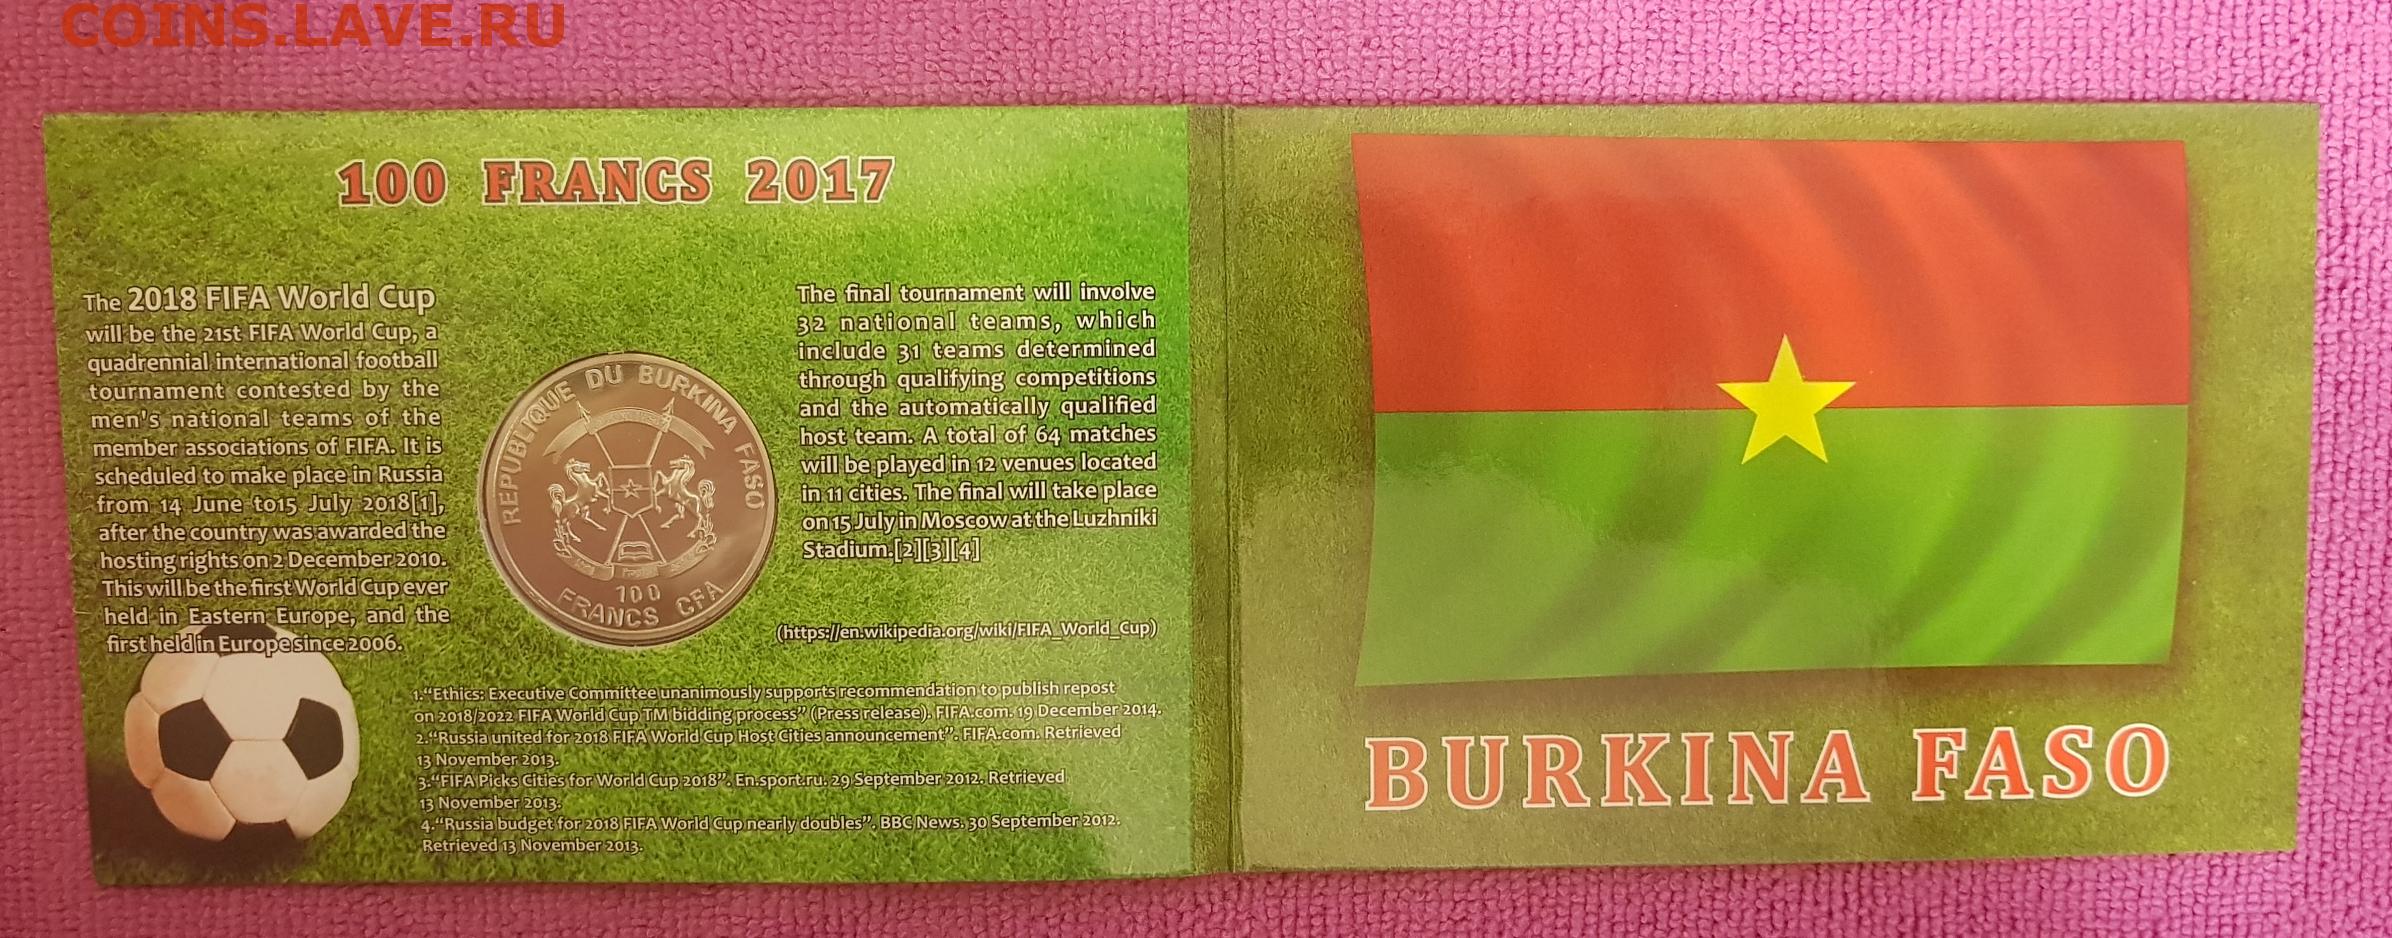 COINS.LAVE.RU
100 FRANCS 2017
The 2018 FIFA World Cup
will be the 21st FIFA World Cup, a
quadrennial international football
tournament contested by the
men's national teams of the
member associations of FIFA. It is
scheduled to make place in Russia
from 14 June to15 July 2018[1],
after the country was awarded the
hosting rights on 2 December 2010.
This will be the first World Cup ever
held in Eastern Europe, and the
first held in Europe since 2006.
REPUBLIQUE DU BURKINA FASO
100
FRANCS CFA
The final tournament will involve
32 national teams, which
include 31 teams determined
through qualifying competitions
and the automatically qualified
host team. A total of 64 matches
will be played in 12 venues located
in 11 cities. The final will take place
on 15 July in Moscow at the Luzhniki
Stadium.[2][3][4]
(https://en.wikipedia.org/wiki/FIFA_World_Cup)
1.“Ethics: Executive Committee unanimously supports recommendation to publish repost
on 2018/2022 FIFA World Cup TM bidding process” (Press release). FIFA.com. 19 December 2014.
2.“Russia united for 2018 FIFA World Cup Host Cities announcement”. FIFA.com. Retrieved
13 November 2013.
3.“FIFA Picks Cities for World Cup 2018”. En.sport.ru. 29 September 2012. Retrieved
13 November 2013.
4.“Russia budget for 2018 FIFA World Cup nearly doubles”. BBC News. 30 September 2012.
Retrieved 13 November 2013.
BURKINA FASO